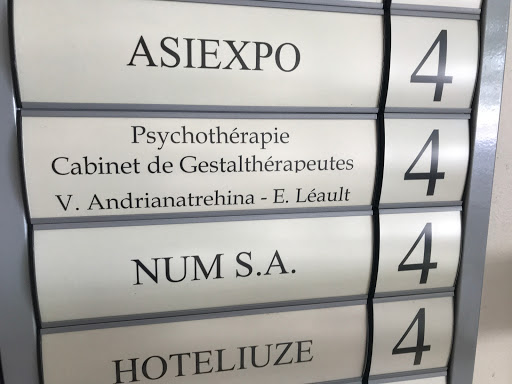 ASIEXPO 4
Psychothérapie
Cabinet de Gestalthérapeutes 4
V. Andrianatrehina - E. Léault
NUM S.A. 4
HOTELIUZE 4